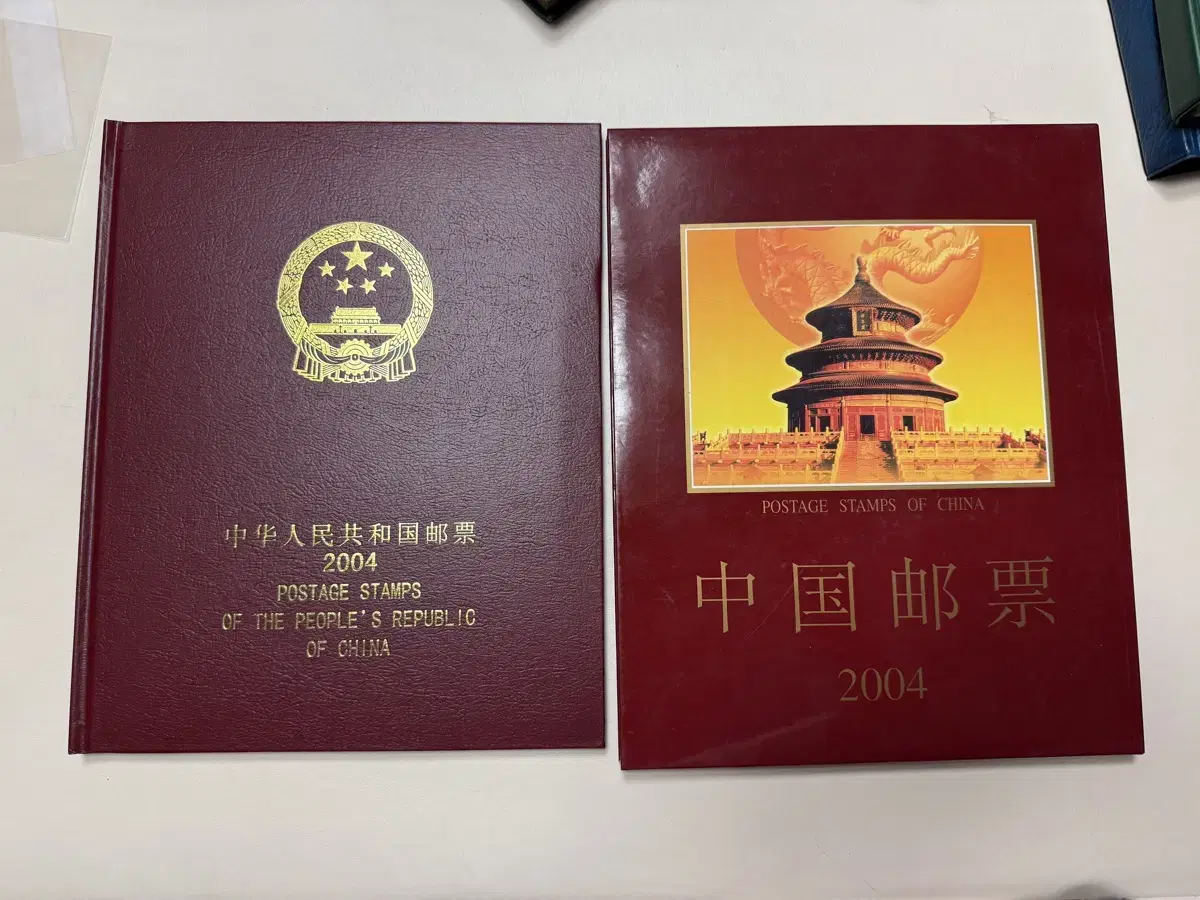 中华人民共和国邮票
2004
POSTAGE STAMPS
OF THE PEOPLE'S REPUBLIC
OF CHINA
POSTAGE STAMPS OF CHINA
中国邮票
2004